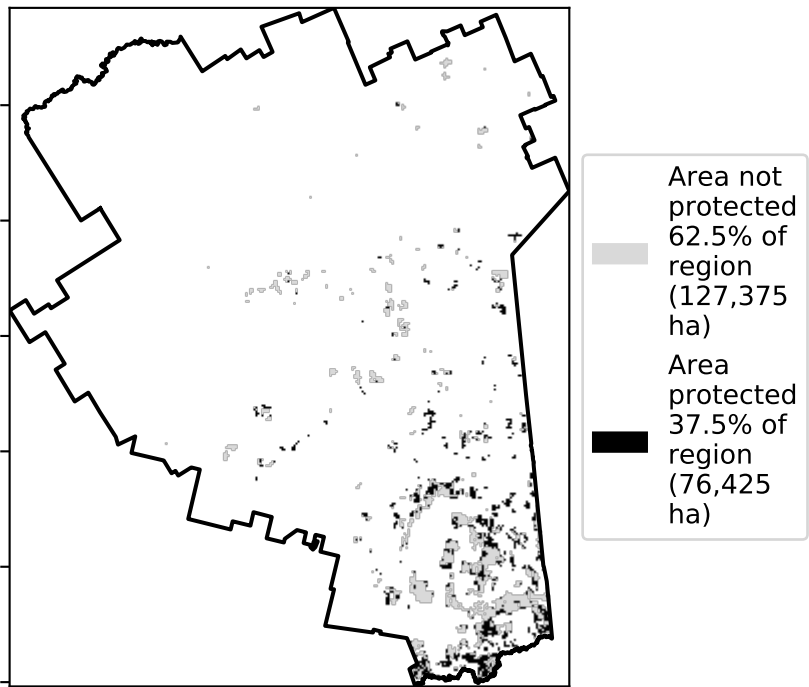 Area not
protected
62.5% of
region
(127,375
ha)
Area
protected
37.5% of
region
(76,425
ha)